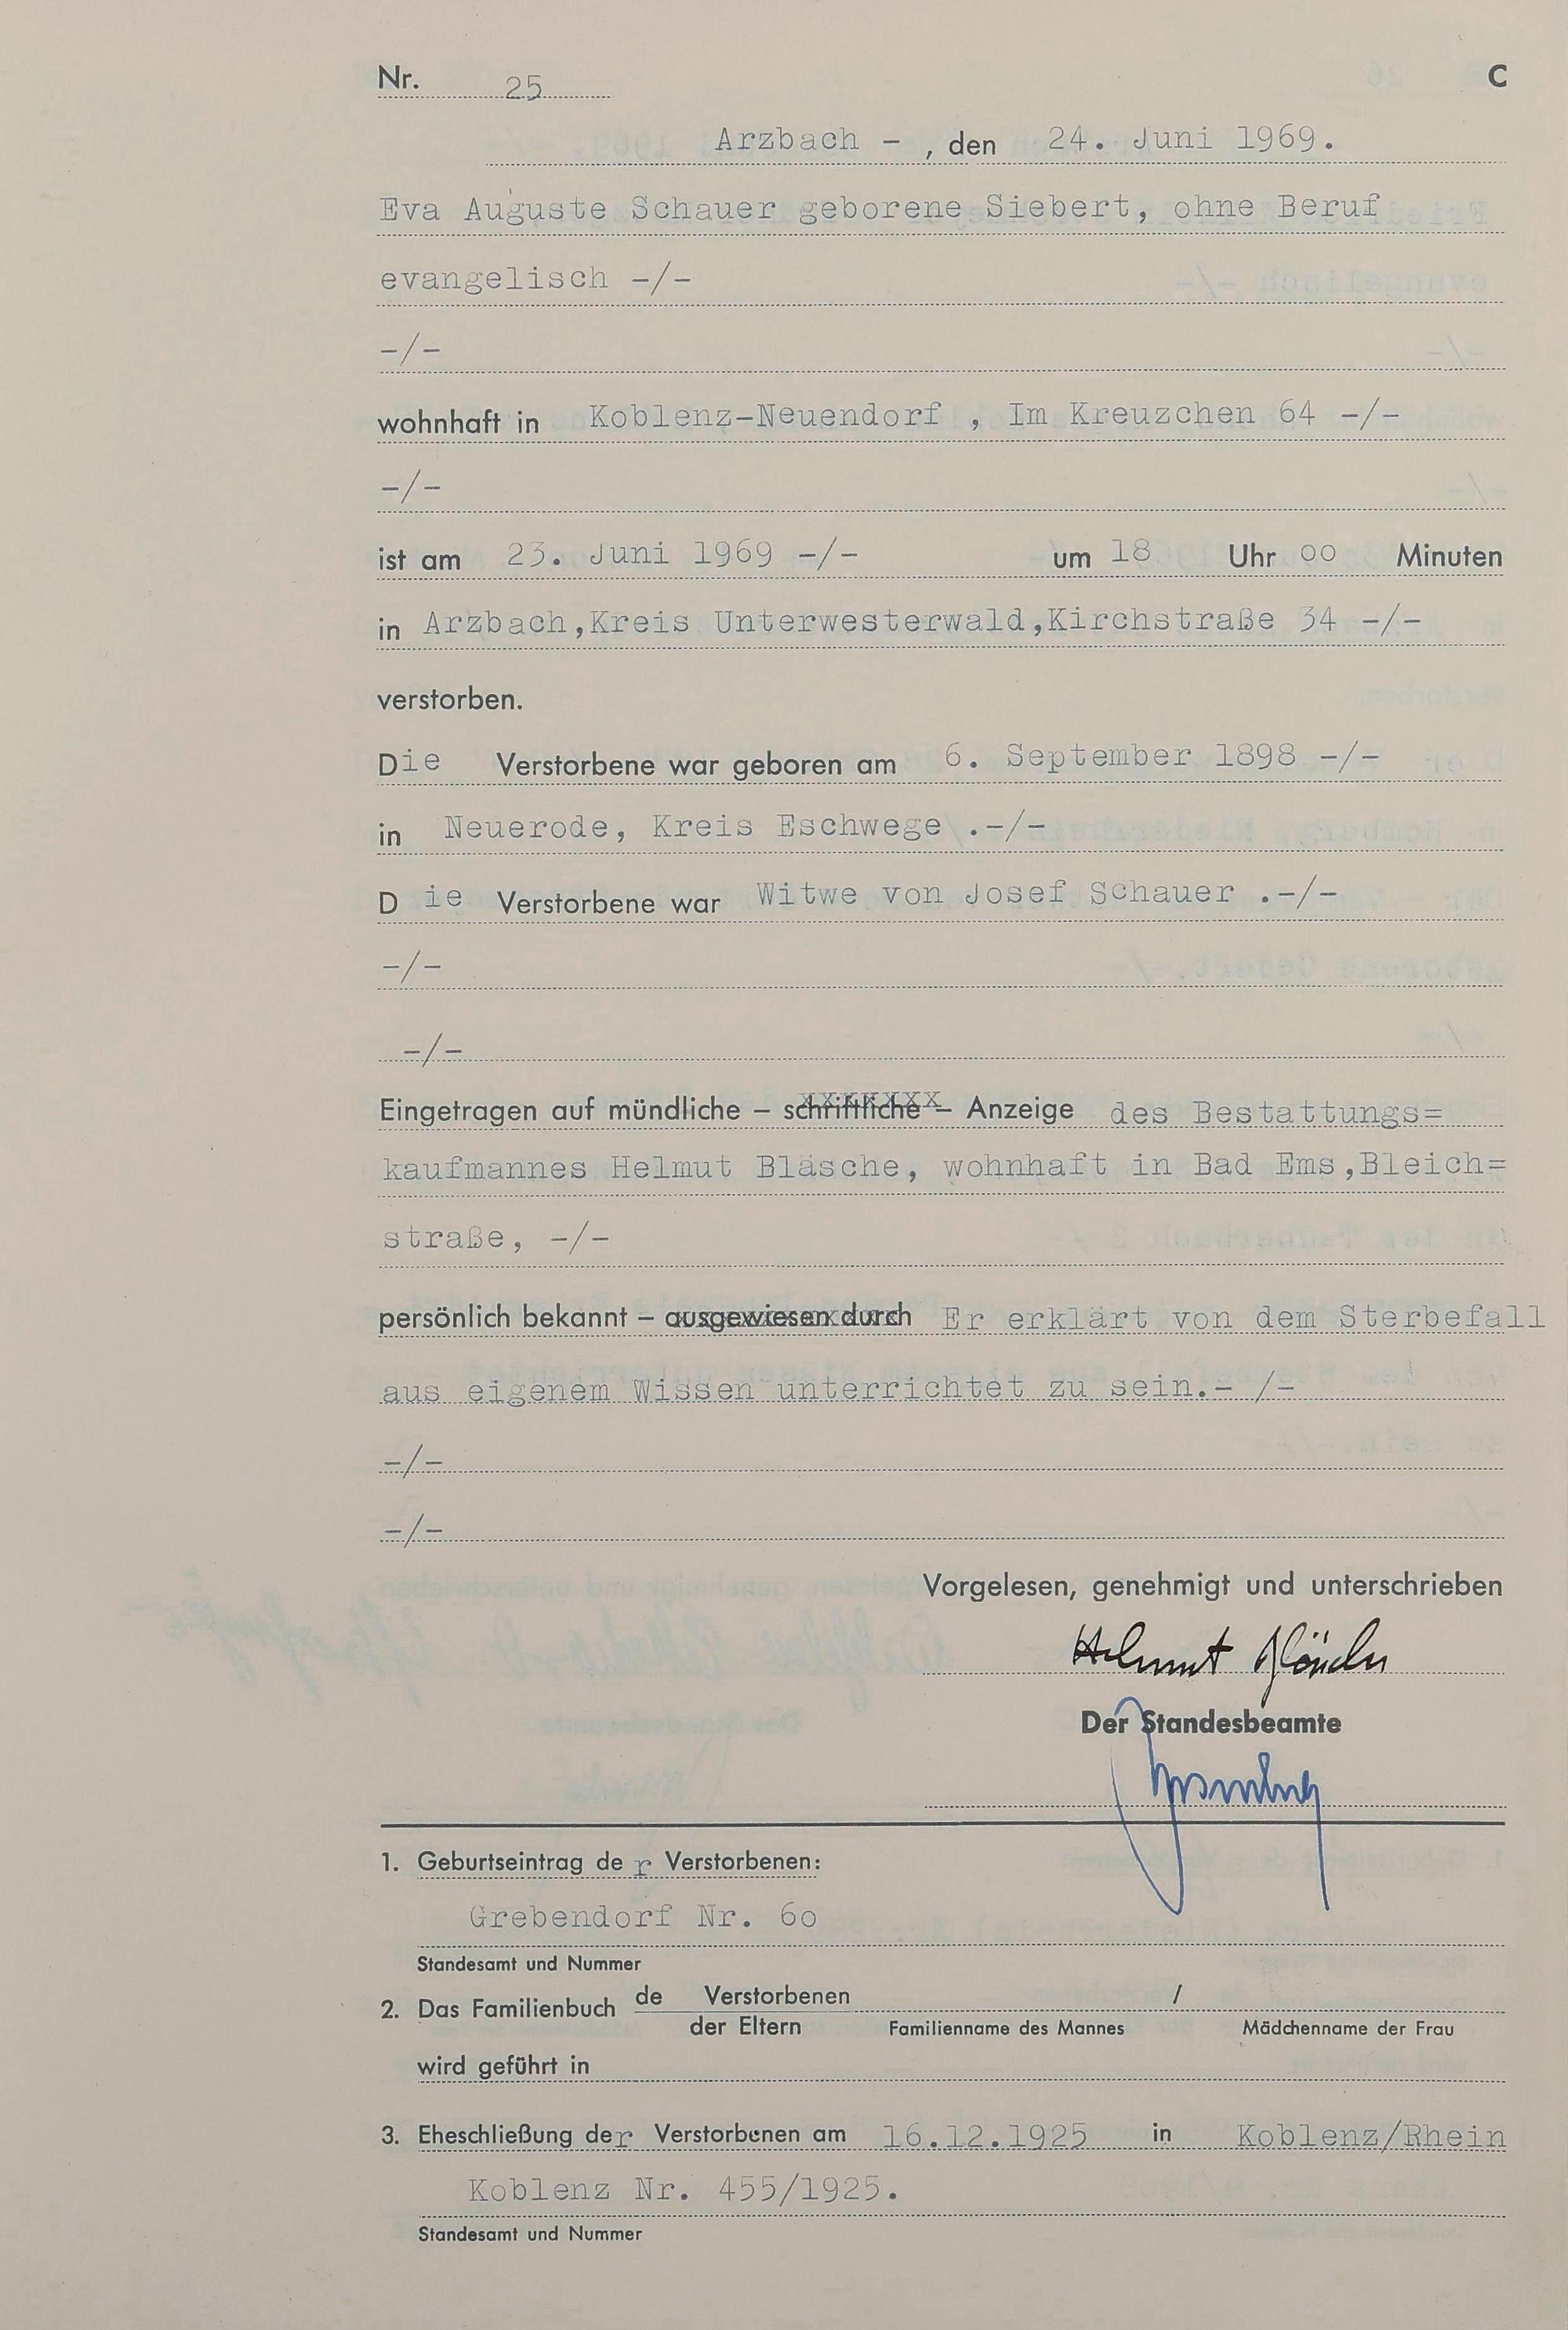 Nr. 25 C
Arzbach - , den 24. Juni 1969.
Eva Auguste Schauer geborene Siebert, ohne Beruf
evangelisch -/-
-/-
wohnhaft in Koblenz-Neuendorf , Im Kreuzchen 64 -/-
-/-
ist am 23. Juni 1969 -/- um 18 Uhr oo Minuten
in Arzbach,Kreis Unterwesterwald,Kirchstraße 34 -/-
verstorben.
Die Verstorbene war geboren am 6. September 1898 -/-
in Neuerode, Kreis Eschwege .-/-
D ie Verstorbene war Witwe von Josef Schauer .-/-
-/-
-/-
Eingetragen auf mündliche – schriftliche – Anzeige des Bestattungs=
kaufmannes Helmut Bläsche, wohnhaft in Bad Ems,Bleich=
straße, -/-
persönlich bekannt – ausgewiesen durch Er erklärt von dem Sterbefall
aus eigenem Wissen unterrichtet zu sein.- /-
-/-
-/-
Vorgelesen, genehmigt und unterschrieben
Helmut Bläsche
Der Standesbeamte
1. Geburtseintrag de r Verstorbenen:
Grebendorf Nr. 6o
Standesamt und Nummer
2. Das Familienbuch de Verstorbenen /
der Eltern Familienname des Mannes Mädchenname der Frau
wird geführt in
3. Eheschließung der Verstorbenen am 16.12.1925 in Koblenz/Rhein
Koblenz Nr. 455/1925.
Standesamt und Nummer